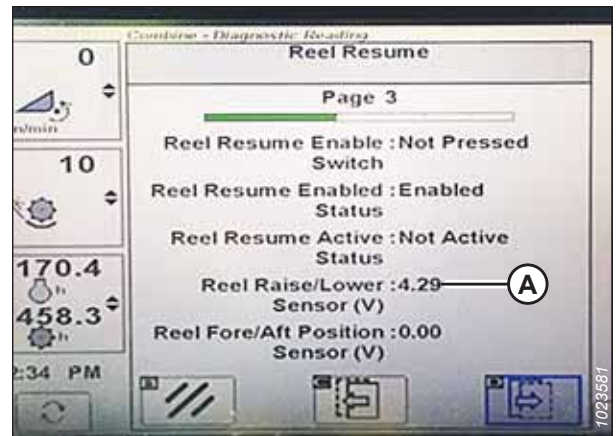 Combine - Diagnostic Reading
Reel Resume
0
n/min
10
170.4
h
458.3
h
2:34 PM
Page 3
Reel Resume Enable : Not Pressed
Switch
Reel Resume Enabled : Enabled
Status
Reel Resume Active : Not Active
Status
Reel Raise/Lower : 4.29
Sensor (V)
A
Reel Fore/Aft Position : 0.00
Sensor (V)
1023581